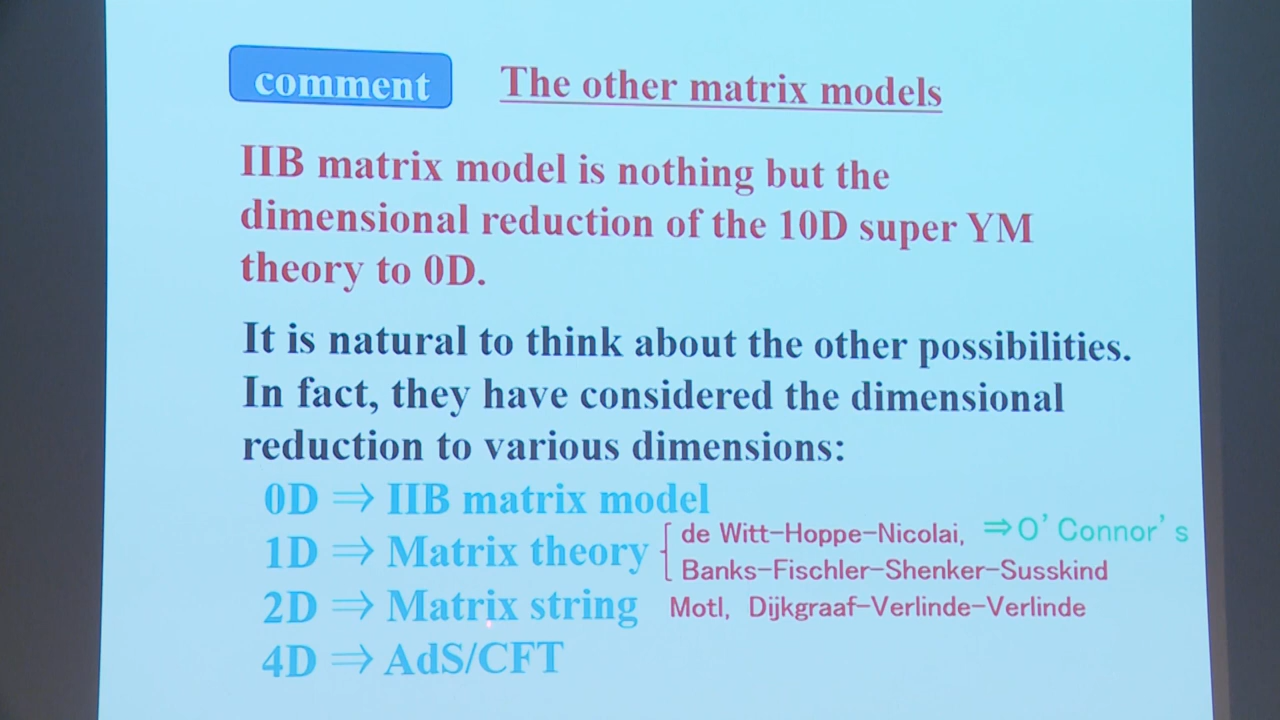 comment
The other matrix models
IIB matrix model is nothing but the
dimensional reduction of the 10D super YM
theory to 0D.
It is natural to think about the other possibilities.
In fact, they have considered the dimensional
reduction to various dimensions:
0D ⇒ IIB matrix model
1D ⇒ Matrix theory
de Witt-Hoppe-Nicolai, ⇒O' Connor's
Banks-Fischler-Shenker-Susskind
2D ⇒ Matrix string Motl, Dijkgraaf-Verlinde-Verlinde
4D ⇒ AdS/CFT